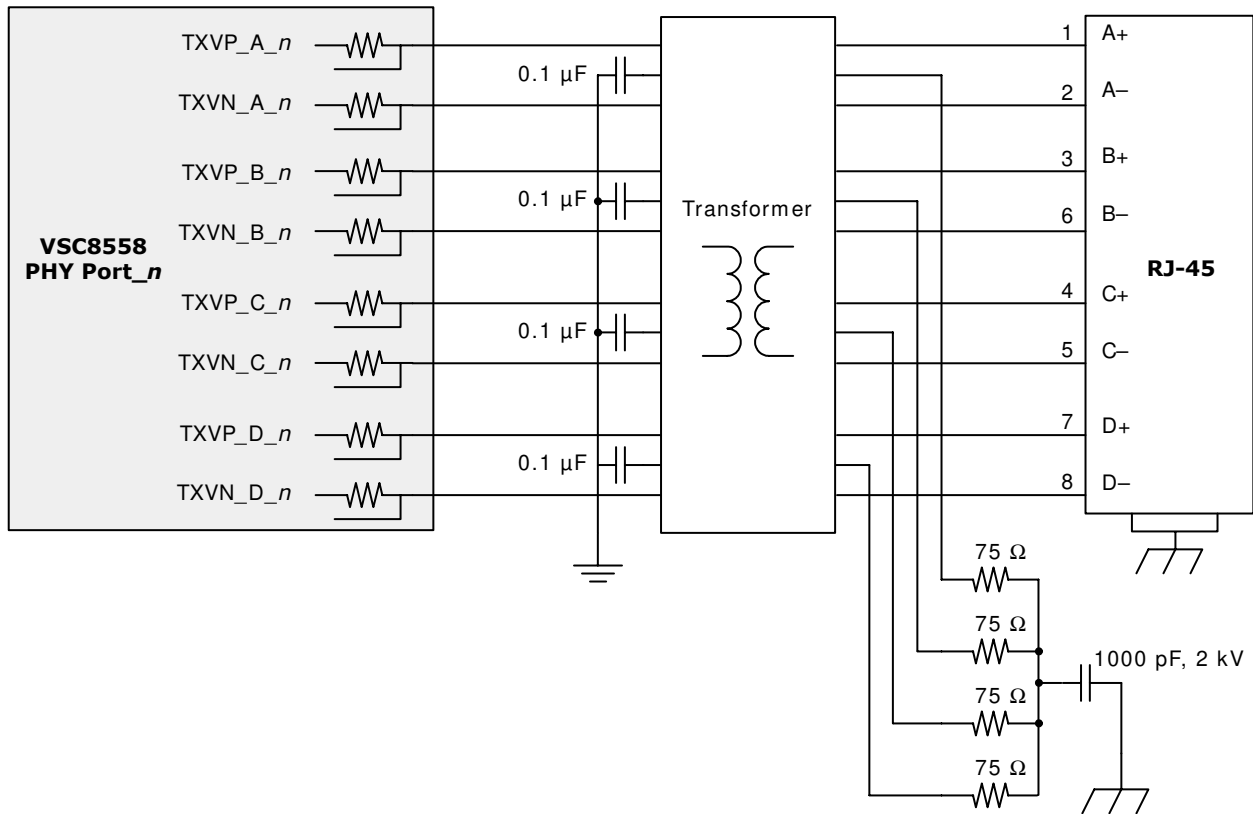 TXVP_A_n
1
A+
0.1 µF
TXVN_A_n
2
A–
TXVP_B_n
3
B+
0.1 µF
Transformer
TXVN_B_n
6
B–
VSC8558
PHY Port_n
RJ-45
TXVP_C_n
4
C+
0.1 µF
TXVN_C_n
5
C–
TXVP_D_n
7
D+
0.1 µF
TXVN_D_n
8
D–
75 Ω
75 Ω
1000 pF, 2 kV
75 Ω
75 Ω